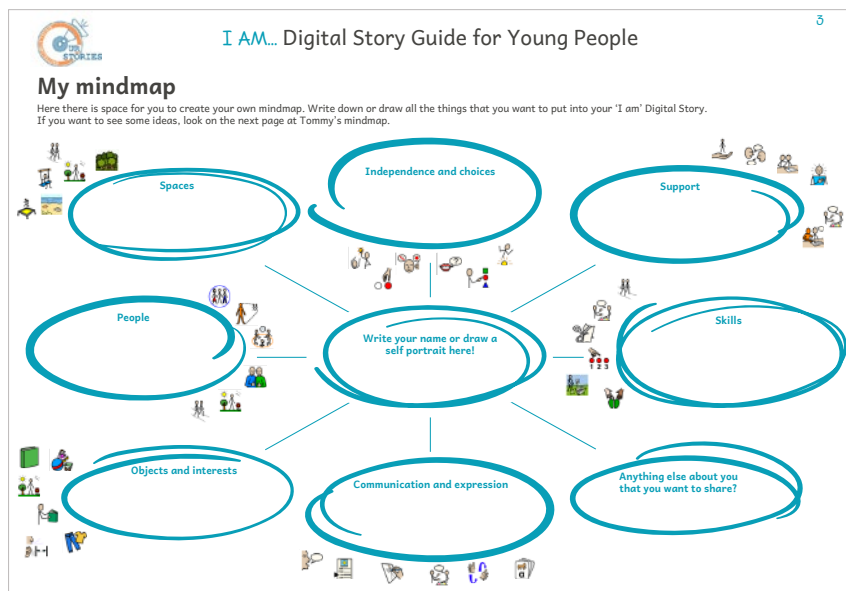 3
OUR
STORIES
I AM... Digital Story Guide for Young People
My mindmap
Here there is space for you to create your own mindmap. Write down or draw all the things that you want to put into your 'I am' Digital Story.
If you want to see some ideas, look on the next page at Tommy's mindmap.
Spaces
Independence and choices
Support
People
Write your name or draw a
self portrait here!
Skills
1 2 3
Objects and interests
Communication and expression
Anything else about you
that you want to share?
a